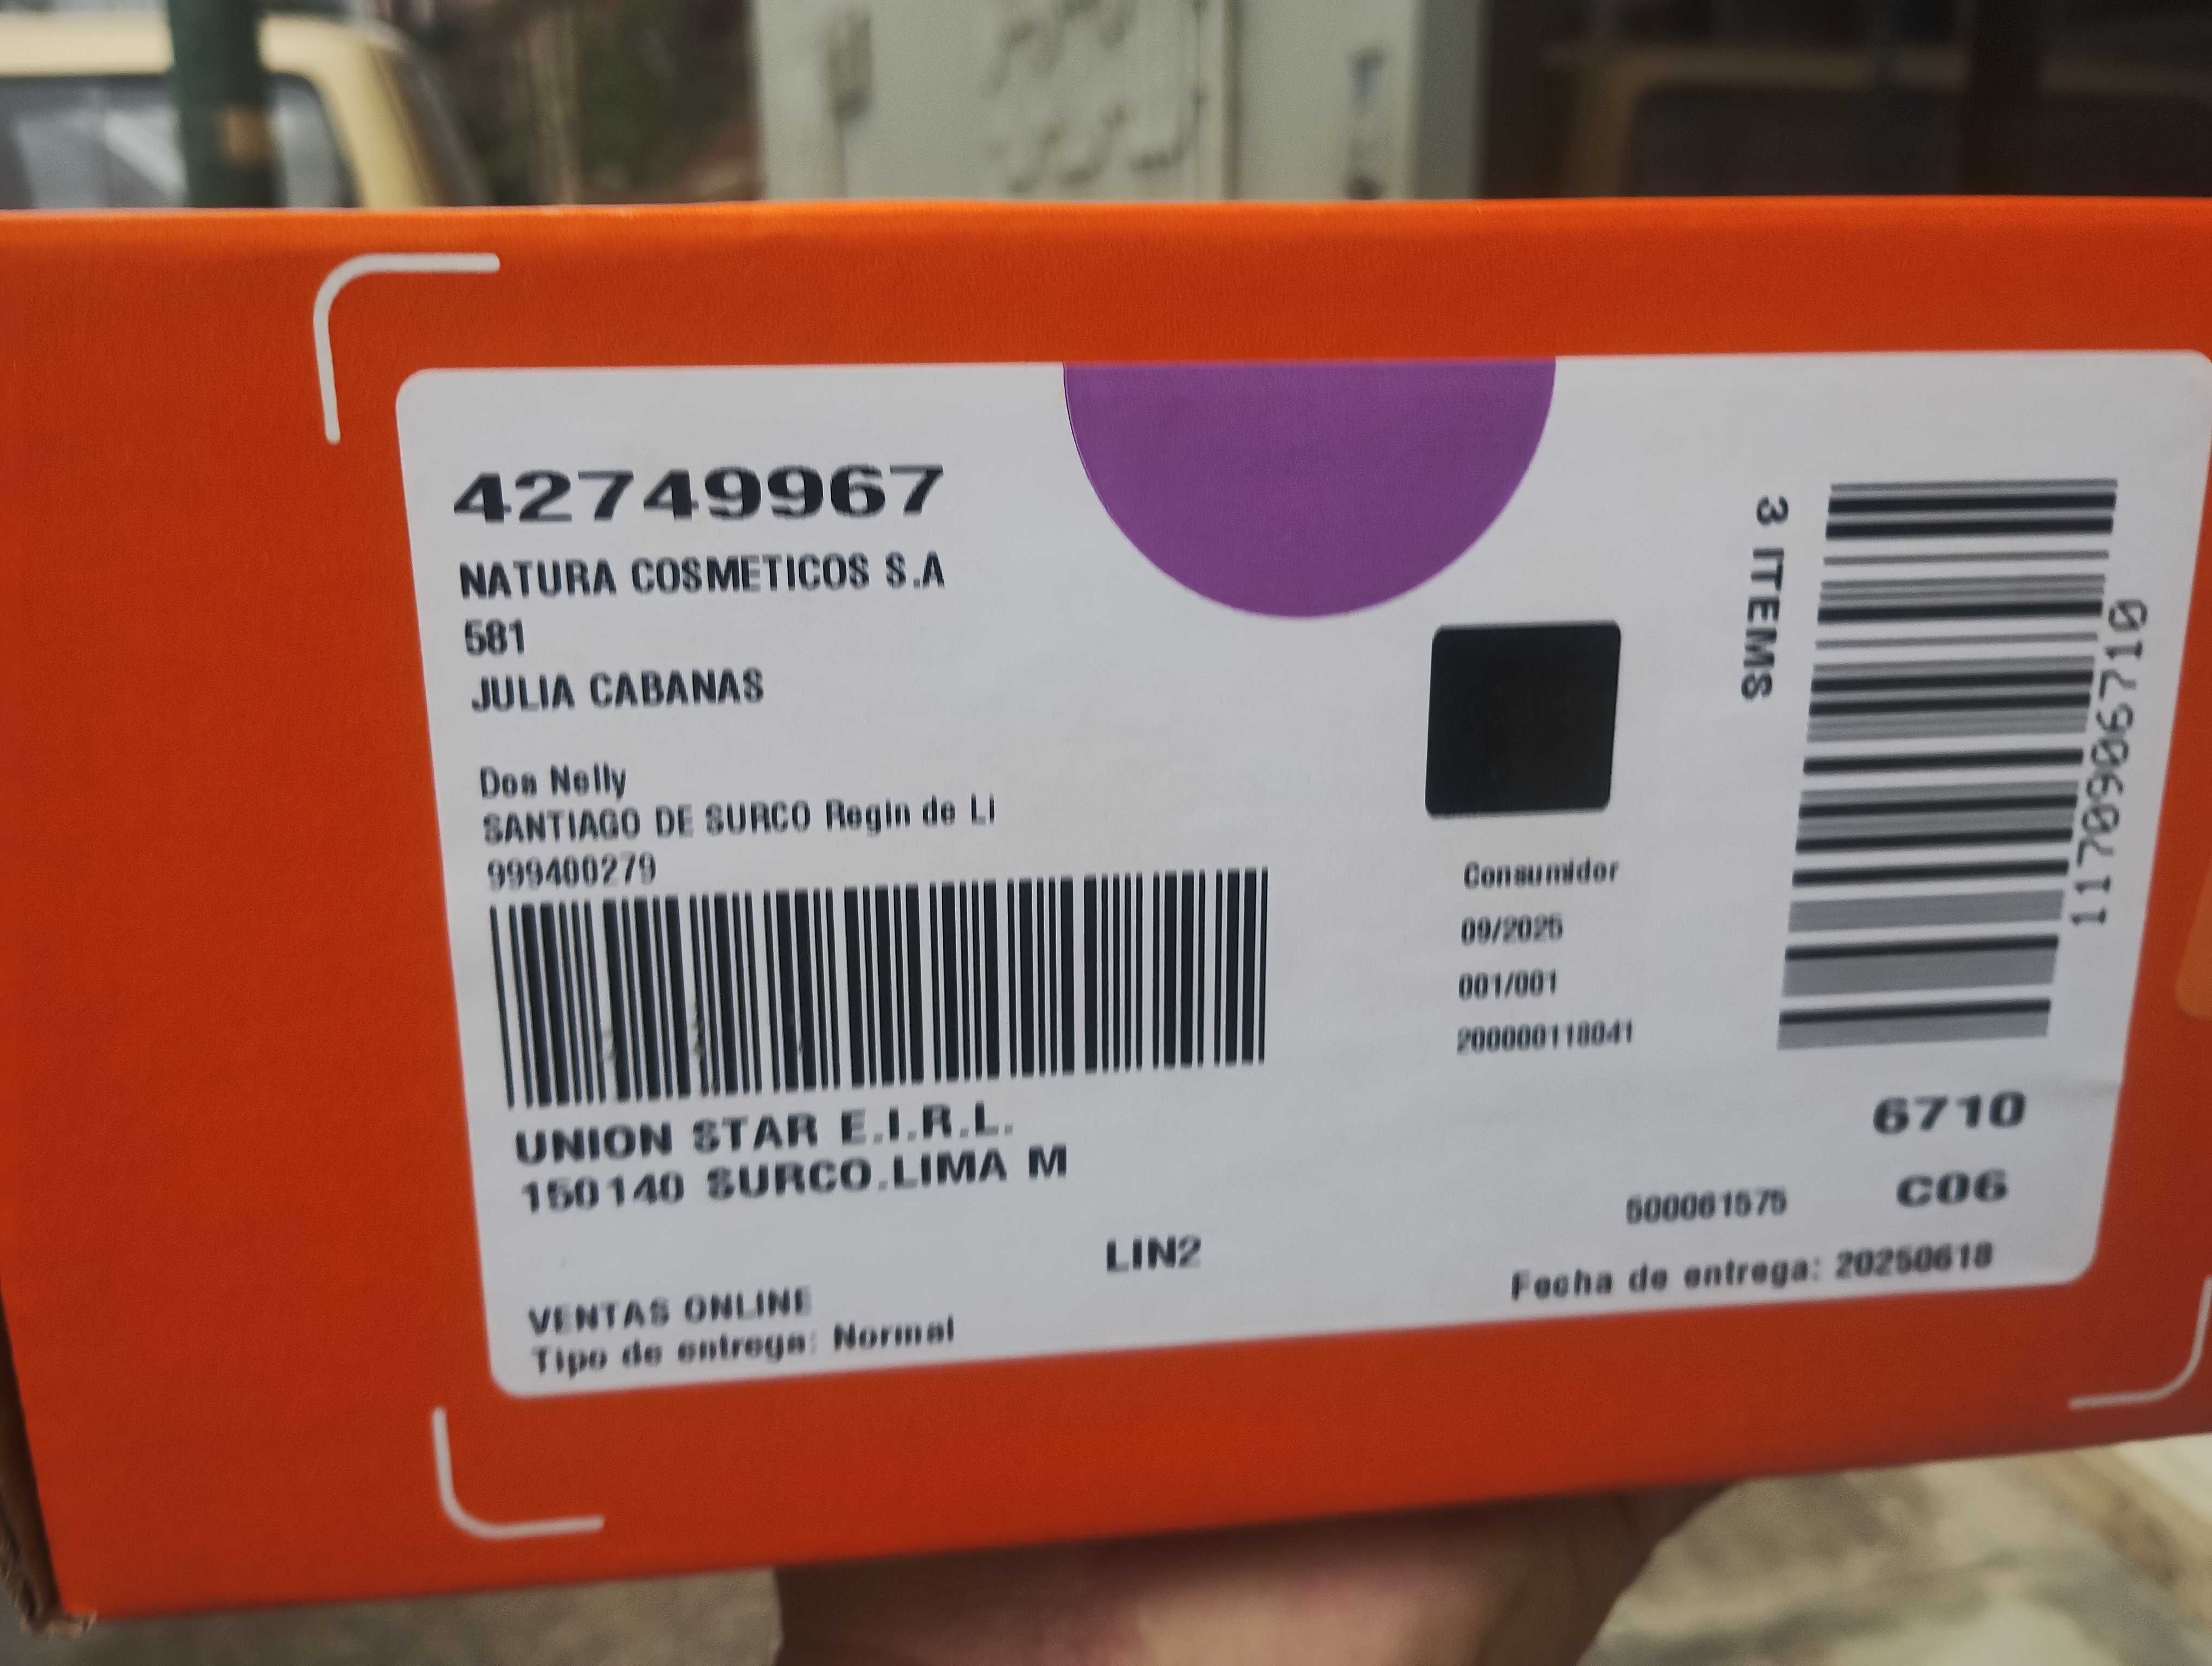 42749967
NATURA COSMETICOS S.A
581
JULIA CABANAS
Doa Nelly
SANTIAGO DE SURCO Regin de Li
999400279
UNION STAR E.I.R.L.
150140 SURCO.LIMA M
LIN2
VENTAS ONLINE
Tipo de entrega: Normal
3 ITEMS
11709906710
Consumidor
09/2025
001/001
200000118041
6710
C06
500061575
Fecha de entrega: 20250618